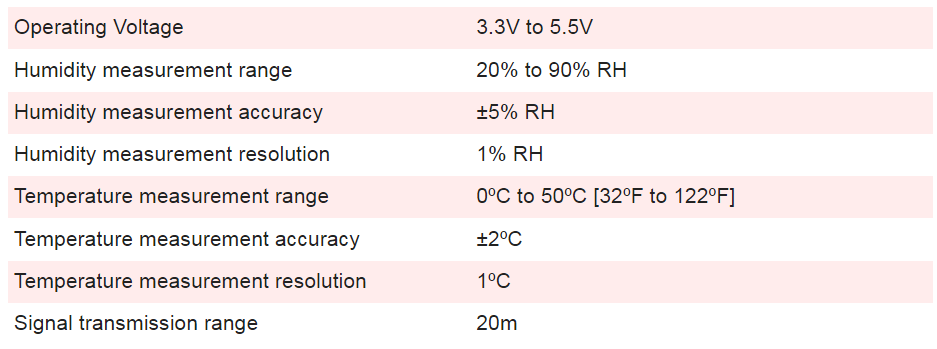 Operating Voltage 3.3V to 5.5V
Humidity measurement range 20% to 90% RH
Humidity measurement accuracy ±5% RH
Humidity measurement resolution 1% RH
Temperature measurement range 0ºC to 50ºC [32ºF to 122ºF]
Temperature measurement accuracy ±2ºC
Temperature measurement resolution 1ºC
Signal transmission range 20m